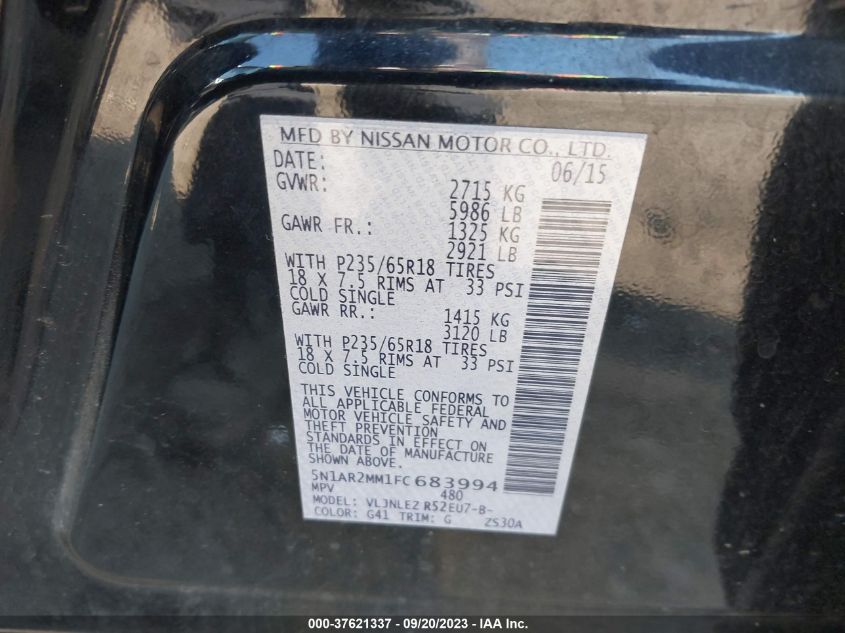 MFD BY NISSAN MOTOR CO., LTD.
DATE: 06/15
GVWR: 2715 KG
5986 LB
GAWR FR.: 1325 KG
2921 LB
WITH P235/65R18 TIRES
18 X 7.5 RIMS AT 33 PSI
COLD SINGLE
GAWR RR.: 1415 KG
3120 LB
WITH P235/65R18 TIRES
18 X 7.5 RIMS AT 33 PSI
COLD SINGLE
THIS VEHICLE CONFORMS TO
ALL APPLICABLE FEDERAL
MOTOR VEHICLE SAFETY AND
THEFT PREVENTION
STANDARDS IN EFFECT ON
THE DATE OF MANUFACTURE
SHOWN ABOVE.
5N1AR2MM1FC683994
MPV 480
MODEL: VLJNLEZ R52EU7-B-
COLOR: G41 TRIM: G ZS30A
000-37621337 - 09/20/2023 - IAAI Inc.